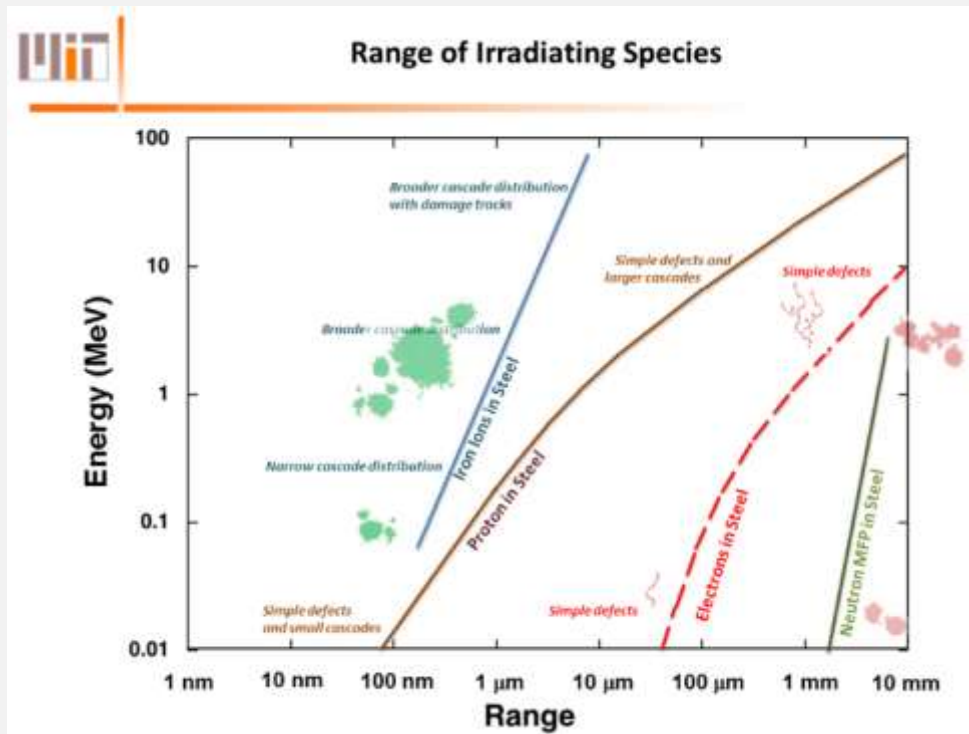 MIT
Range of Irradiating Species
100
10
1
0.1
0.01
Energy (MeV)
Broader cascade distribution
with damage tracks
Broader cascade distribution
Narrow cascade distribution
Simple defects
and small cascades
Iron Ions in Steel
Proton in Steel
Simple defects and
larger cascades
Simple defects
Simple defects
Electrons in Steel
Neutron MFP in Steel
1 nm
10 nm
100 nm
1 μm
10 μm
100 μm
1 mm
10 mm
Range